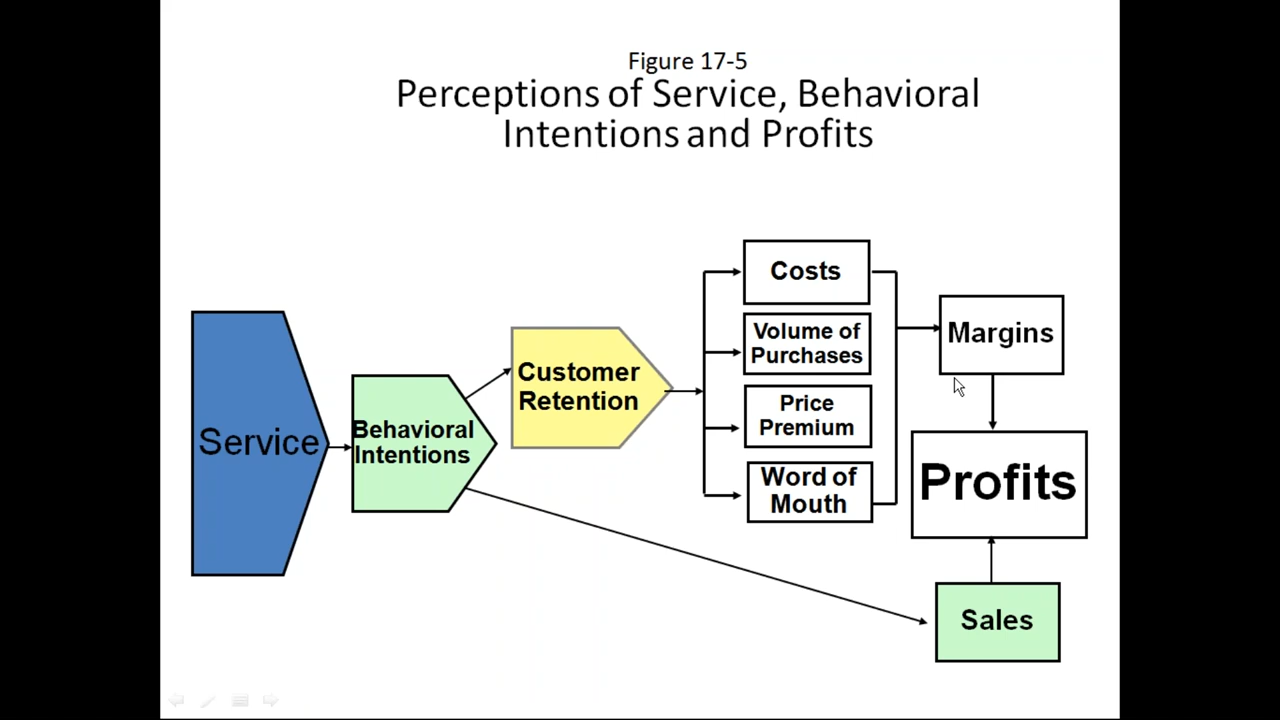 Figure 17-5
Perceptions of Service, Behavioral
Intentions and Profits
Service
Behavioral
Intentions
Customer
Retention
Costs
Volume of
Purchases
Price
Premium
Word of
Mouth
Margins
Profits
Sales